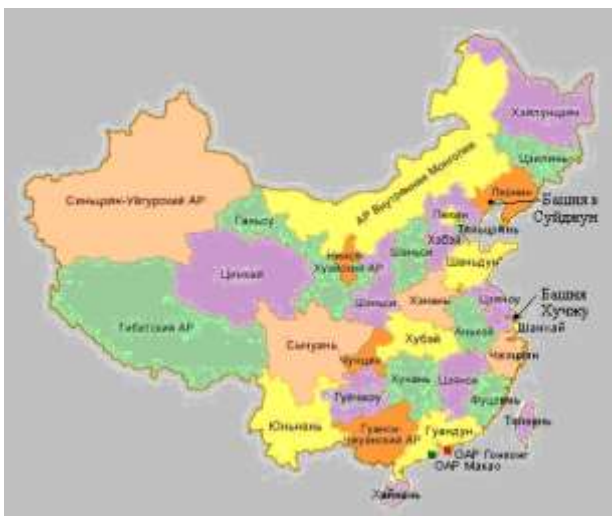 Хэйлунцзян
Цзилинь
Ляонин
Башня в
Суйджун
АР Внутренняя Монголия
Синьцзян-Уйгурский АР
Ганьсу
Пекин
Тяньцзинь
Хэбэй
Нинся-
Хуэйский АР
Шаньси
Шаньдун
Цинхай
Шэньси
Хэнань
Цзянсу
Башня
Хучжу
Шанхай
Аньхой
Тибетский АР
Сычуань
Хубэй
Чунцин
Чжэцзян
Хунань
Цзянси
Гуйчжоу
Фуцзянь
Юньнань
Гуанси-
Чжуанский АР
Гуандун
Тайвань
ОАР Гонконг
ОАР Макао
Хайнань